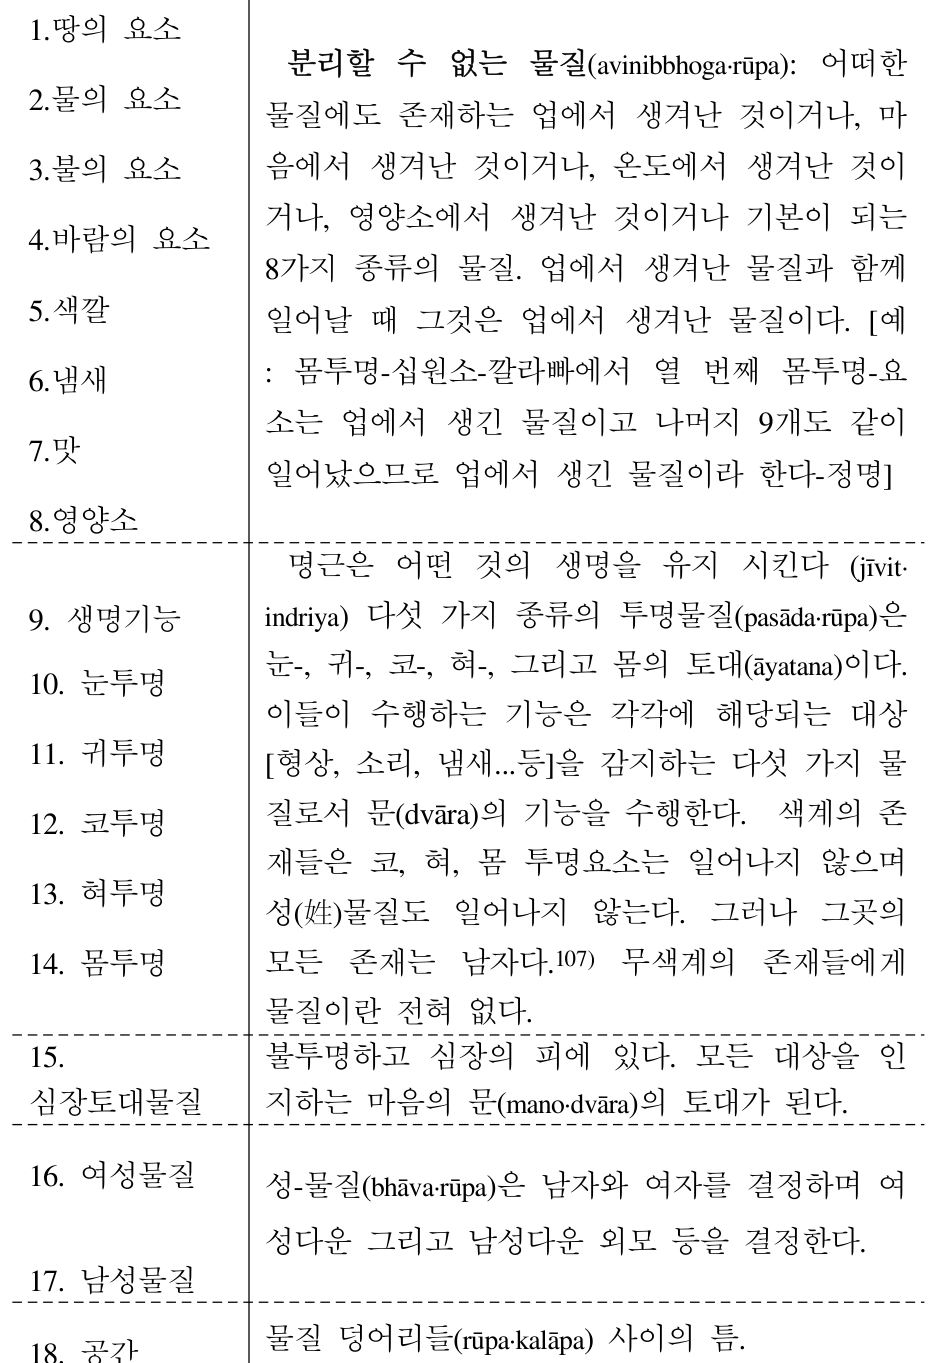 1.땅의 요소
2.물의 요소
3.불의 요소
4.바람의 요소
5.색깔
6.냄새
7.맛
8.영양소
분리할 수 없는 물질(avinibbhoga·rūpa): 어떠한
물질에도 존재하는 업에서 생겨난 것이거나, 마
음에서 생겨난 것이거나, 온도에서 생겨난 것이
거나, 영양소에서 생겨난 것이거나 기본이 되는
8가지 종류의 물질. 업에서 생겨난 물질과 함께
일어날 때 그것은 업에서 생겨난 물질이다. [예
: 몸투명-십원소-깔라빠에서 열 번째 몸투명-요
소는 업에서 생긴 물질이고 나머지 9개도 같이
일어났으므로 업에서 생긴 물질이라 한다-정명]
9. 생명기능
10. 눈투명
11. 귀투명
12. 코투명
13. 혀투명
14. 몸투명
명근은 어떤 것의 생명을 유지 시킨다 (jīvit·
indriya) 다섯 가지 종류의 투명물질(pasāda·rūpa)은
눈-, 귀-, 코-, 혀-, 그리고 몸의 토대(āyatana)이다.
이들이 수행하는 기능은 각각에 해당되는 대상
[형상, 소리, 냄새...등]을 감지하는 다섯 가지 물
질로서 문(dvāra)의 기능을 수행한다. 색계의 존
재들은 코, 혀, 몸 투명요소는 일어나지 않으며
성(姓)물질도 일어나지 않는다. 그러나 그곳의
모든 존재는 남자다.107) 무색계의 존재들에게
물질이란 전혀 없다.
15.
심장토대물질
불투명하고 심장의 피에 있다. 모든 대상을 인
지하는 마음의 문(mano·dvāra)의 토대가 된다.
16. 여성물질
17. 남성물질
성-물질(bhāva·rūpa)은 남자와 여자를 결정하며 여
성다운 그리고 남성다운 외모 등을 결정한다.
18. 공간
물질 덩어리들(rūpa·kalāpa) 사이의 틈.